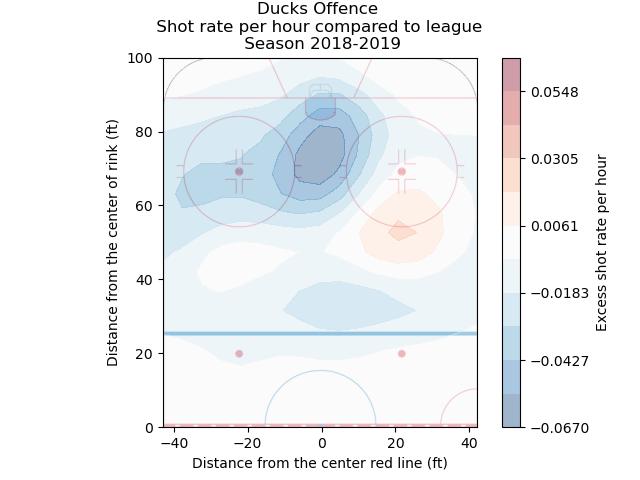 Ducks Offence
Shot rate per hour compared to league
Season 2018-2019
100
80
60
40
20
0
−40
−20
0
20
40
Distance from the center of rink (ft)
Distance from the center red line (ft)
0.0548
0.0305
0.0061
−0.0183
−0.0427
−0.0670
Excess shot rate per hour